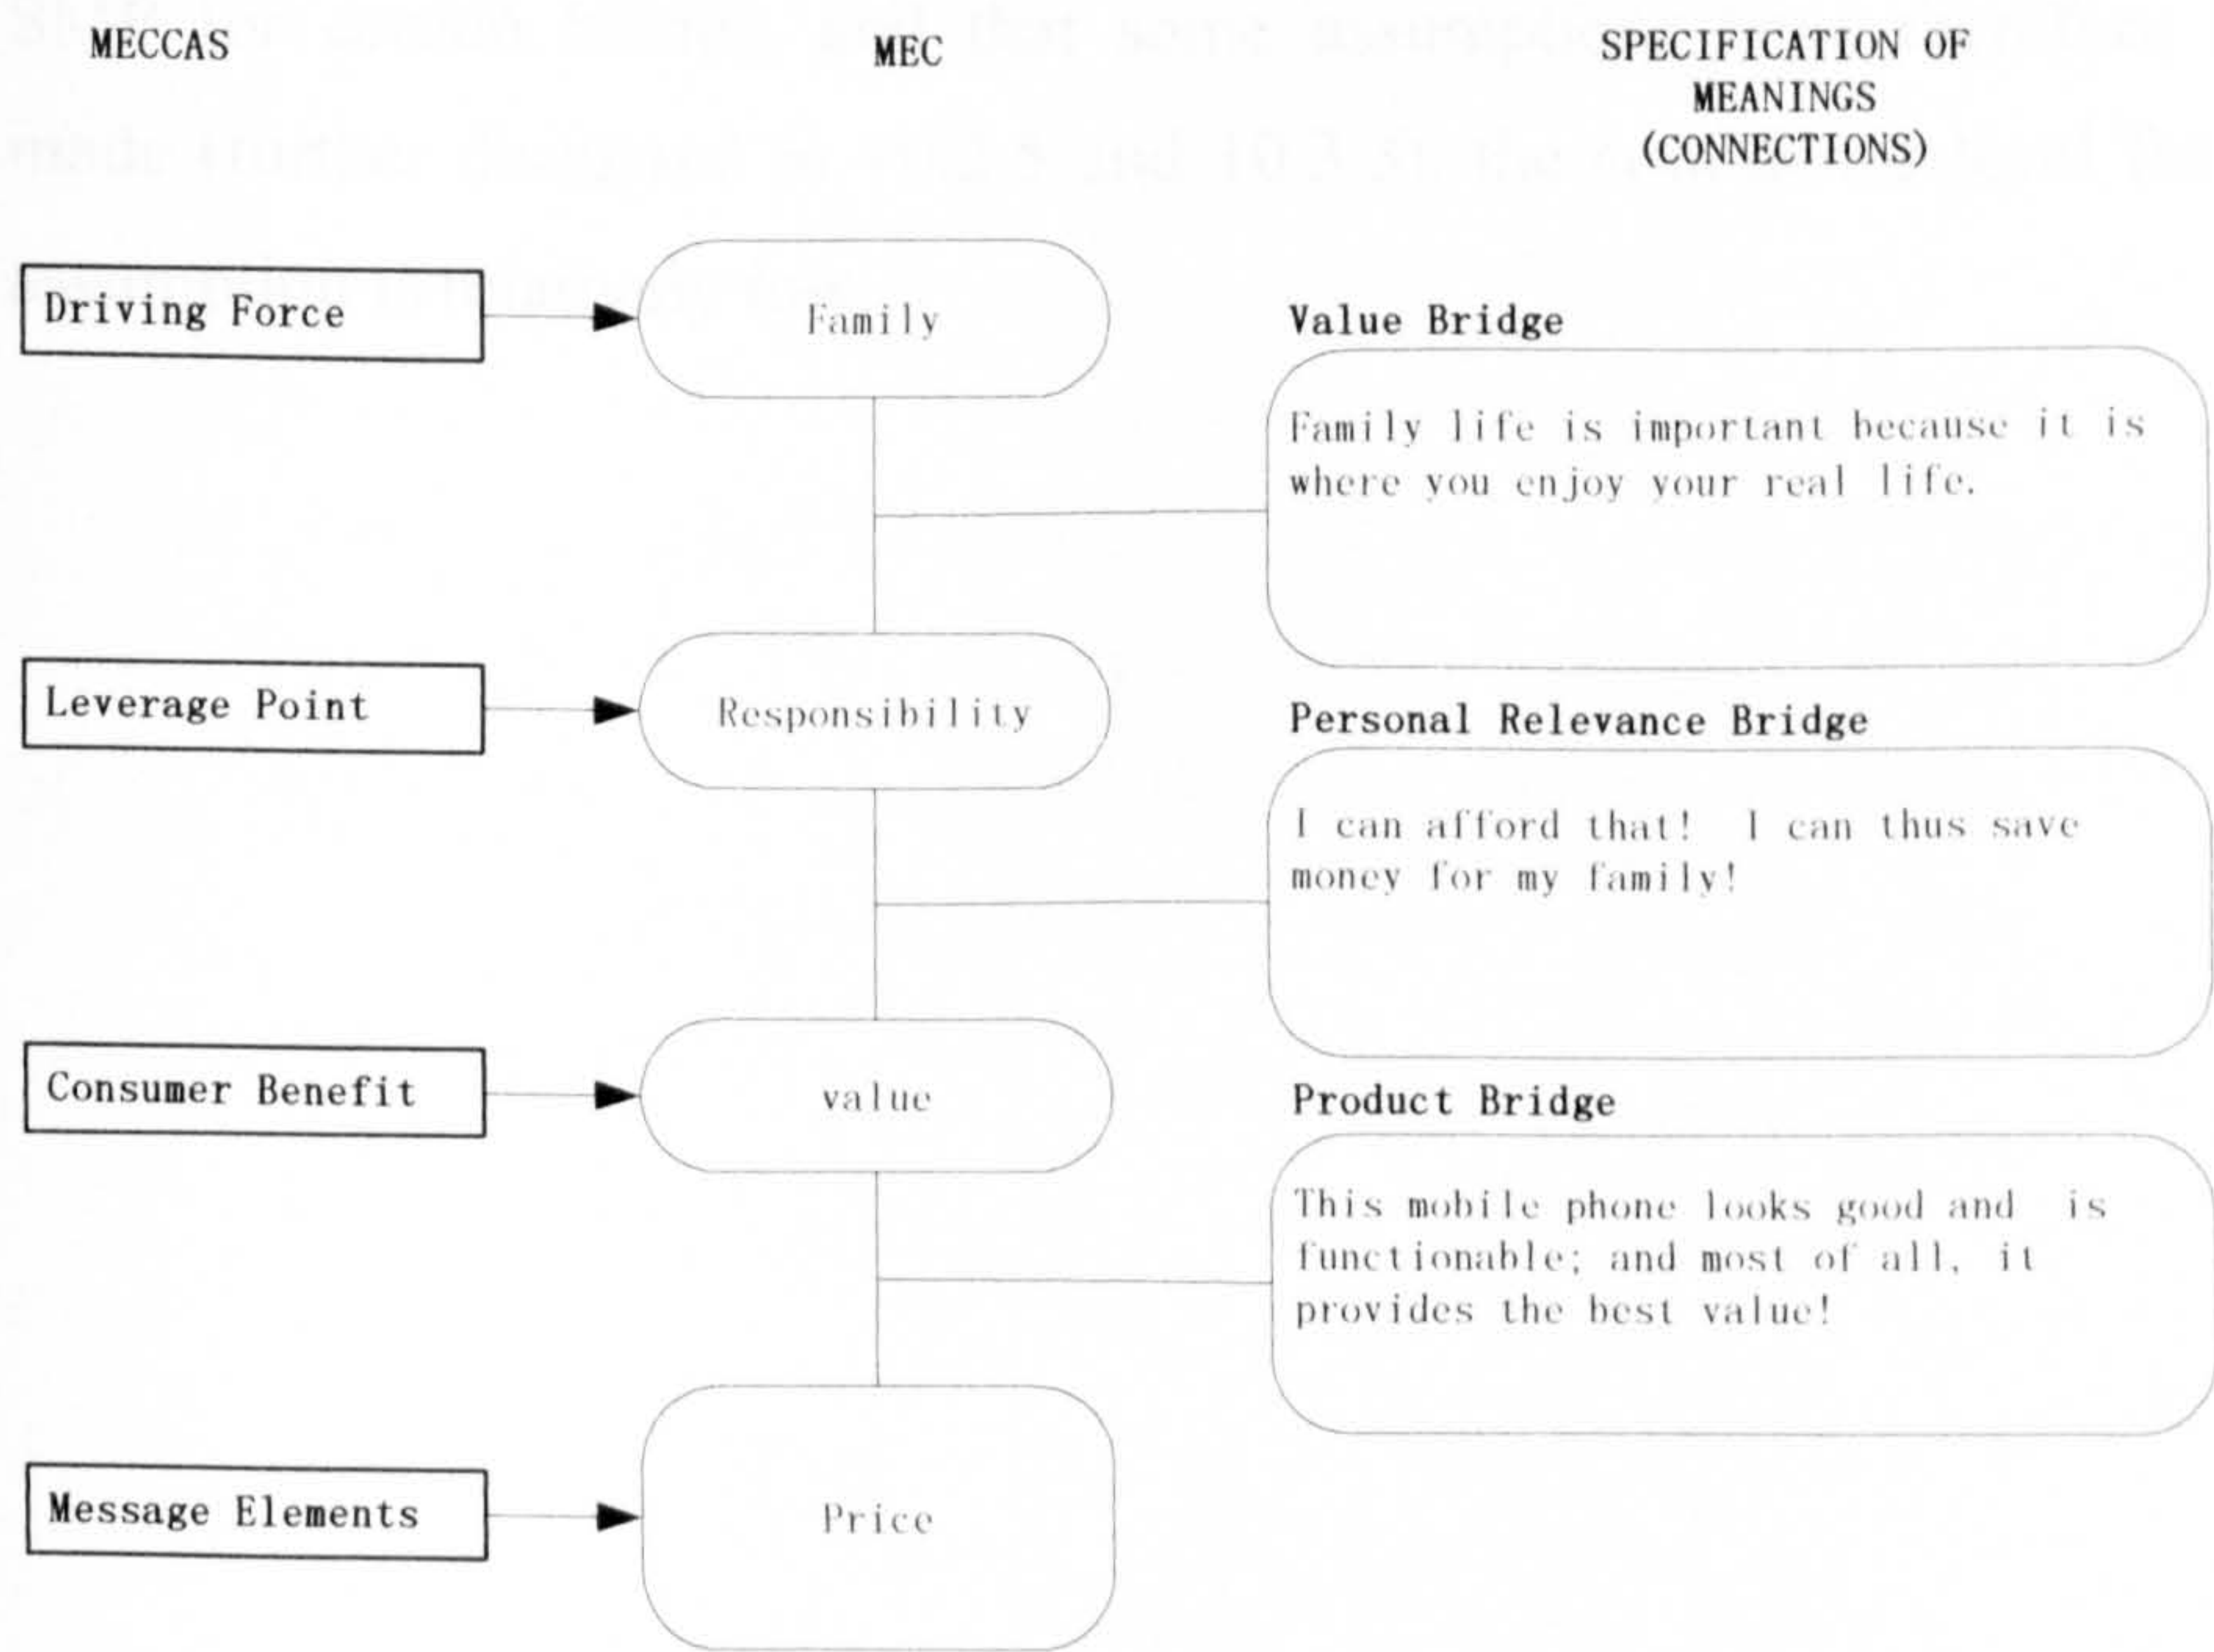 MECCAS
MEC
SPECIFICATION OF
MEANINGS
(CONNECTIONS)
Driving Force
Family
Value Bridge
Family life is important because it is
where you enjoy your real life.
Leverage Point
Responsibility
Personal Relevance Bridge
I can afford that! I can thus save
money for my family!
Consumer Benefit
value
Product Bridge
This mobile phone looks good and is
functionable; and most of all, it
provides the best value!
Message Elements
Price